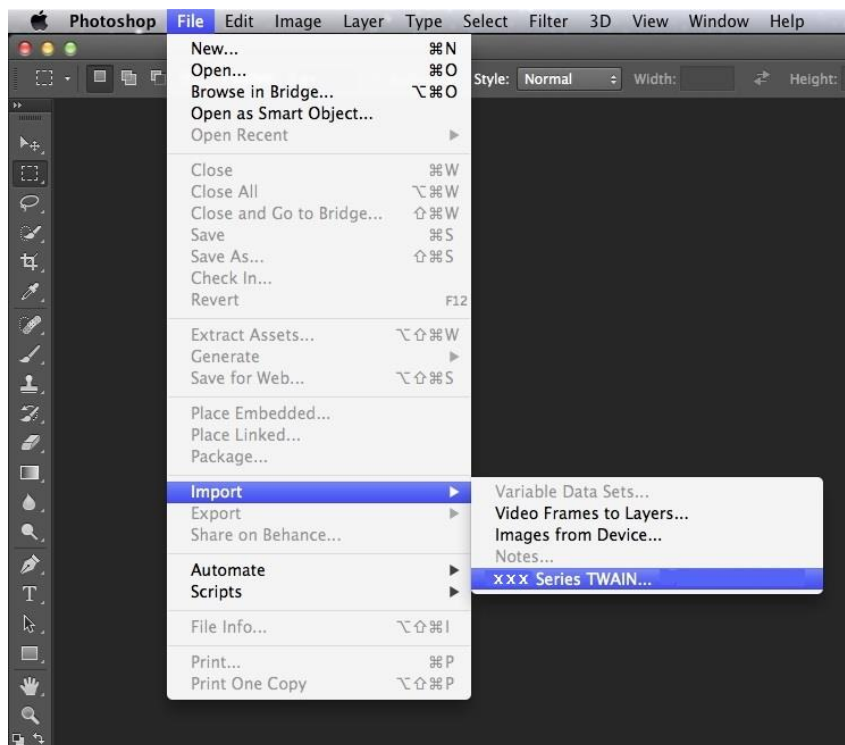 Photoshop File Edit Image Layer Type Select Filter 3D View Window Help
Style: Normal Width: Height:
New... ⌘N
Open... ⌘O
Browse in Bridge... ⌥⌘O
Open as Smart Object...
Open Recent
Close ⌘W
Close All ⌥⌘W
Close and Go to Bridge... ⇧⌘W
Save ⌘S
Save As... ⇧⌘S
Check In...
Revert F12
Extract Assets... ⌥⇧⌘W
Generate
Save for Web... ⌥⇧⌘S
Place Embedded...
Place Linked...
Package...
Import
Export
Share on Behance...
Automate
Scripts
File Info... ⌥⇧⌘I
Print... ⌘P
Print One Copy ⌥⇧⌘P
Variable Data Sets...
Video Frames to Layers...
Images from Device...
Notes...
XXX Series TWAIN...